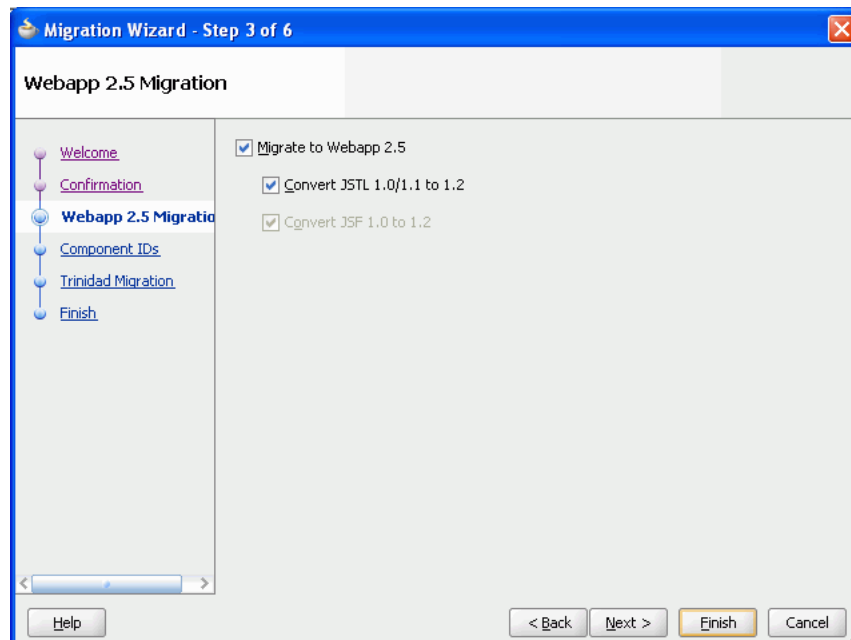 Migration Wizard - Step 3 of 6
Webapp 2.5 Migration
Welcome
Confirmation
Webapp 2.5 Migratio
Component IDs
Trinidad Migration
Finish
Migrate to Webapp 2.5
Convert JSTL 1.0/1.1 to 1.2
Convert JSF 1.0 to 1.2
Help
< Back
Next >
Finish
Cancel